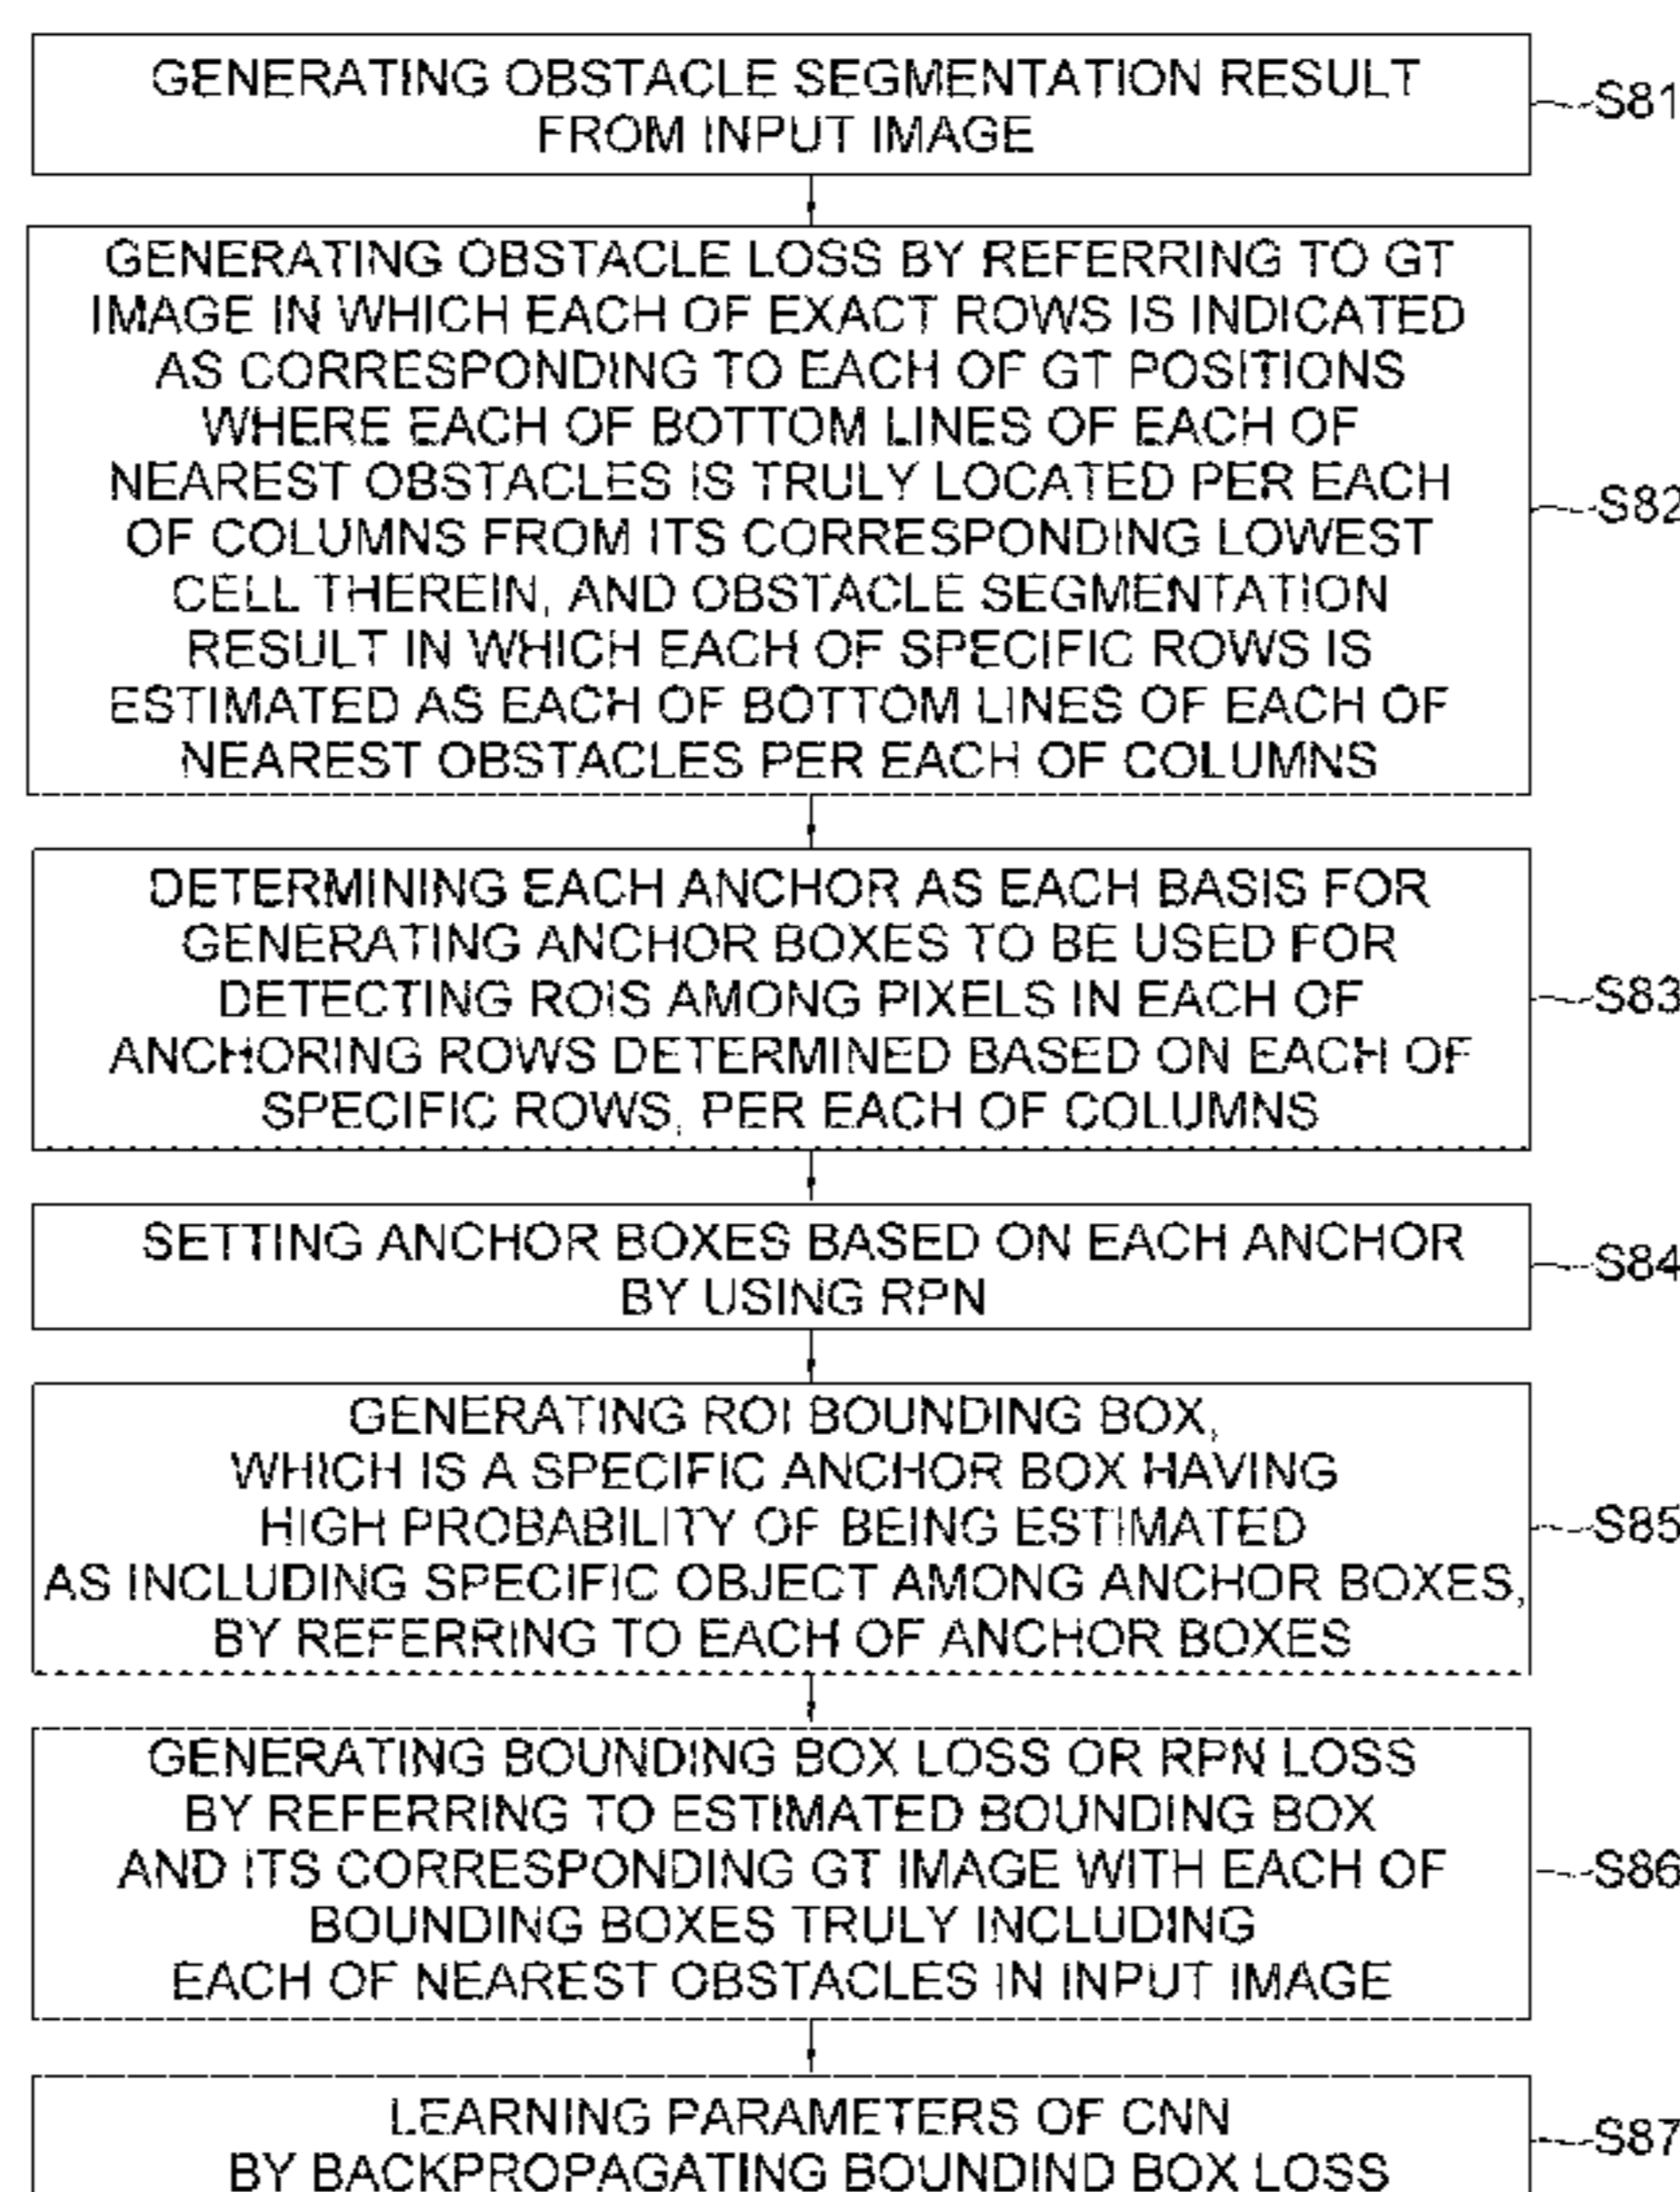 GENERATING OBSTACLE SEGMENTATION RESULT
FROM INPUT IMAGE
S81
GENERATING OBSTACLE LOSS BY REFERRING TO GT
IMAGE IN WHICH EACH OF EXACT ROWS IS INDICATED
AS CORRESPONDING TO EACH OF GT POSITIONS
WHERE EACH OF BOTTOM LINES OF EACH OF
NEAREST OBSTACLES IS TRULY LOCATED PER EACH
OF COLUMNS FROM ITS CORRESPONDING LOWEST
CELL THEREIN, AND OBSTACLE SEGMENTATION
RESULT IN WHICH EACH OF SPECIFIC ROWS IS
ESTIMATED AS EACH OF BOTTOM LINES OF EACH OF
NEAREST OBSTACLES PER EACH OF COLUMNS
S82
DETERMINING EACH ANCHOR AS EACH BASIS FOR
GENERATING ANCHOR BOXES TO BE USED FOR
DETECTING ROIS AMONG PIXELS IN EACH OF
ANCHORING ROWS DETERMINED BASED ON EACH OF
SPECIFIC ROWS, PER EACH OF COLUMNS
S83
SETTING ANCHOR BOXES BASED ON EACH ANCHOR
BY USING RPN
S84
GENERATING ROI BOUNDING BOX,
WHICH IS A SPECIFIC ANCHOR BOX HAVING
HIGH PROBABILITY OF BEING ESTIMATED
AS INCLUDING SPECIFIC OBJECT AMONG ANCHOR BOXES,
BY REFERRING TO EACH OF ANCHOR BOXES
S85
GENERATING BOUNDING BOX LOSS OR RPN LOSS
BY REFERRING TO ESTIMATED BOUNDING BOX
AND ITS CORRESPONDING GT IMAGE WITH EACH OF
BOUNDING BOXES TRULY INCLUDING
EACH OF NEAREST OBSTACLES IN INPUT IMAGE
S86
LEARNING PARAMETERS OF CNN
BY BACKPROPAGATING BOUNDIND BOX LOSS
S87